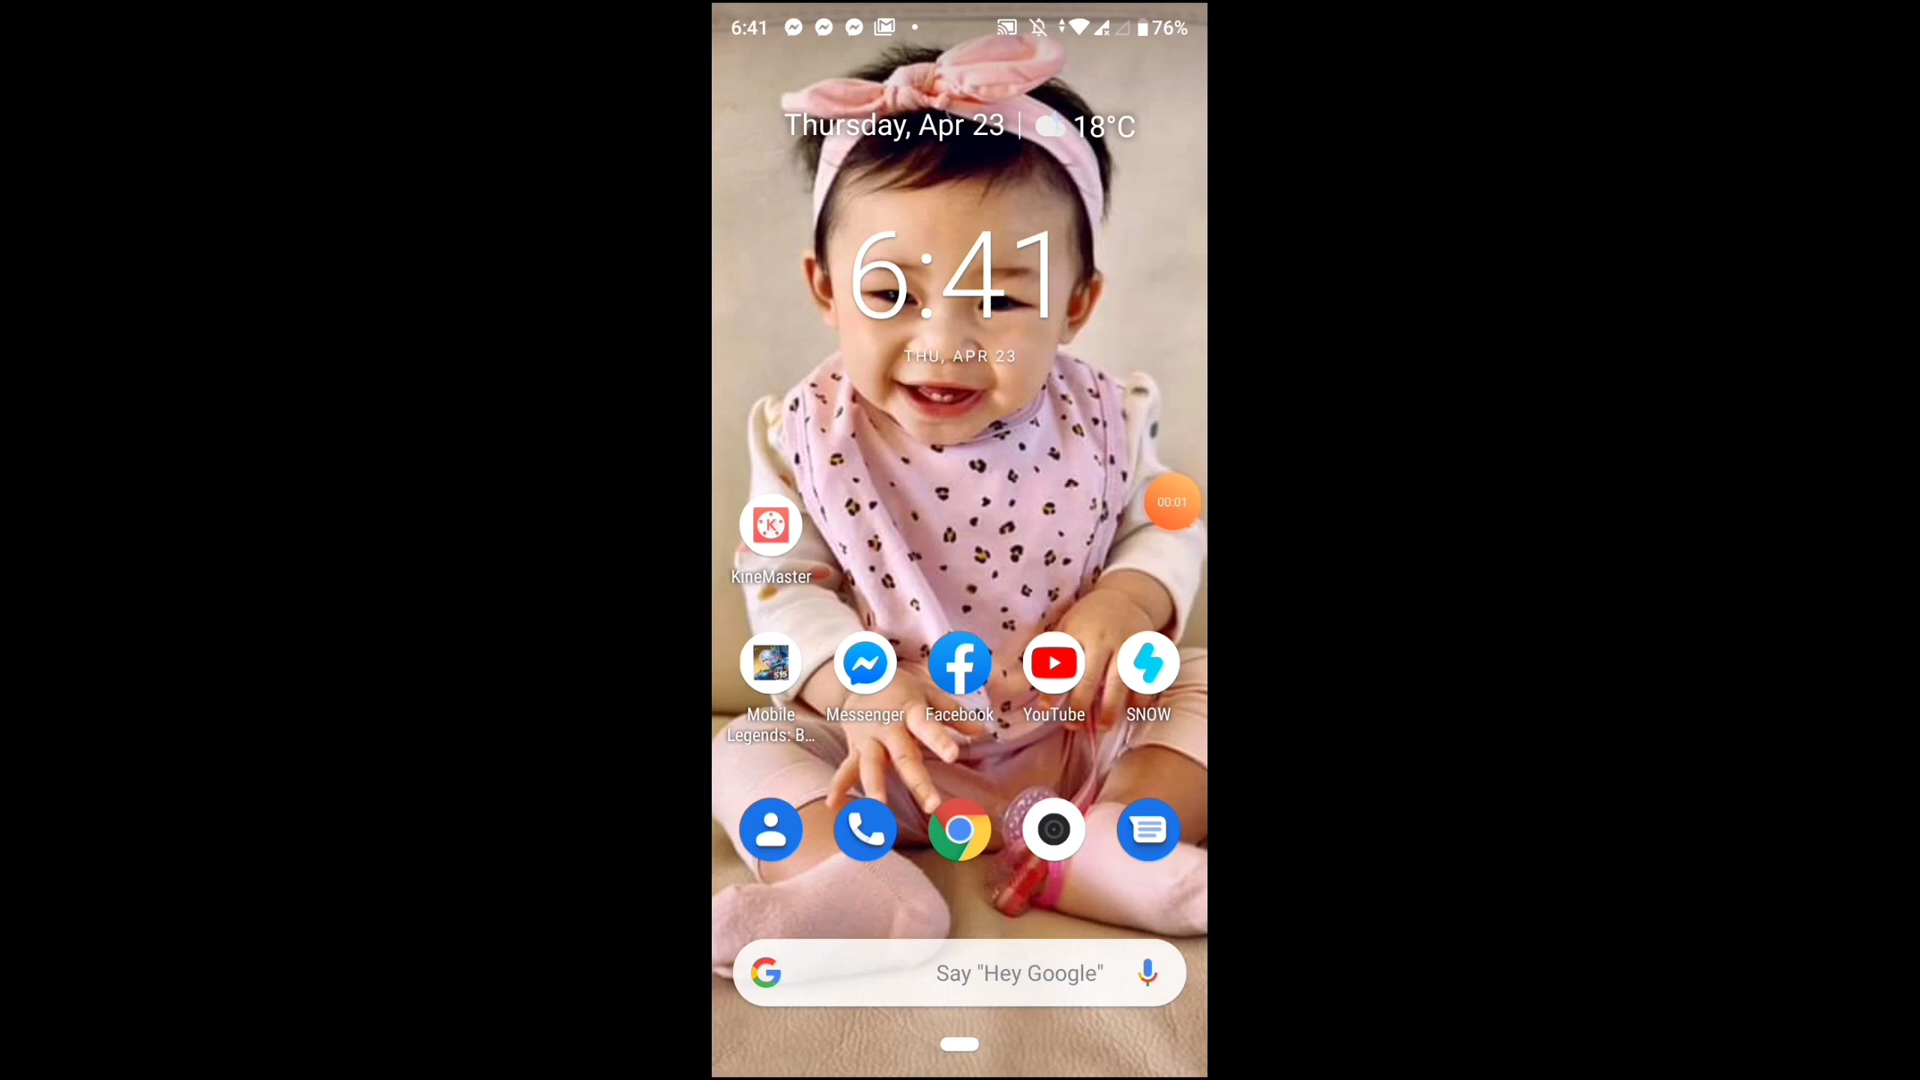 6:41
76%
Thursday, Apr 23 | 18°C
6:41
THU, APR 23
00:01
K
KineMaster
515
Mobile Legends: B...
Messenger
Facebook
YouTube
SNOW
Say "Hey Google"